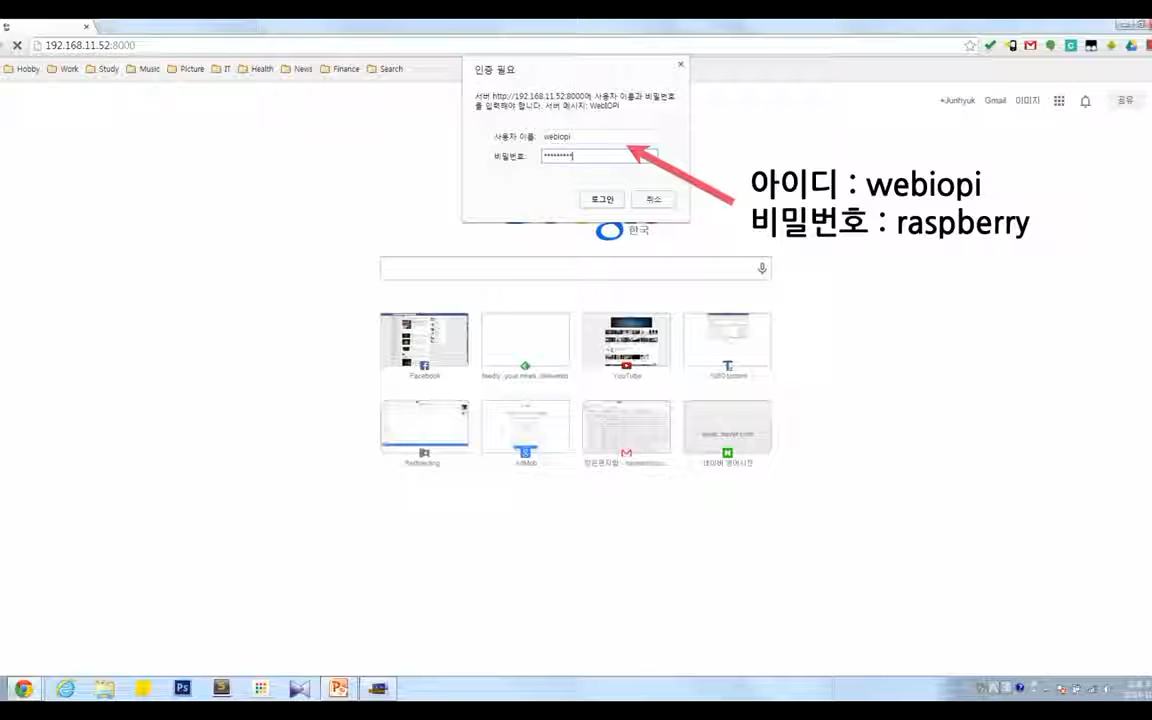 192.168.11.52:8000
Hobby Work Study Music Picture IT Health News Finance Search
인증 필요
서버 http://192.168.11.52:8000에 사용자 이름과 비밀번호
를 입력해야 합니다. 서버 메시지: WebIOPi
사용자 이름: webiopi
비밀번호: *********
로그인 취소
+Junhyuk Gmail 이미지 공유
아이디 : webiopi
비밀번호 : raspberry
한국
Facebook YouTube
AdMob